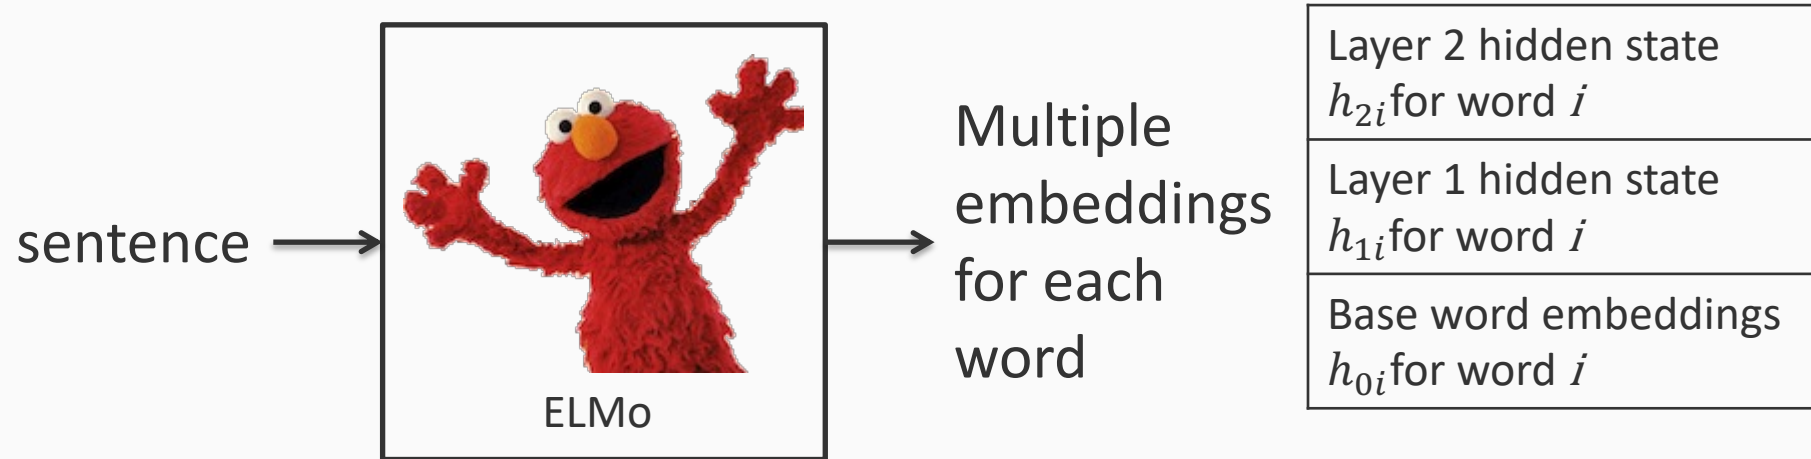 sentence
ELMo
Multiple
embeddings
for each
word
Layer 2 hidden state
h₂ᵢ for word i
Layer 1 hidden state
h₁ᵢ for word i
Base word embeddings
h₀ᵢ for word i